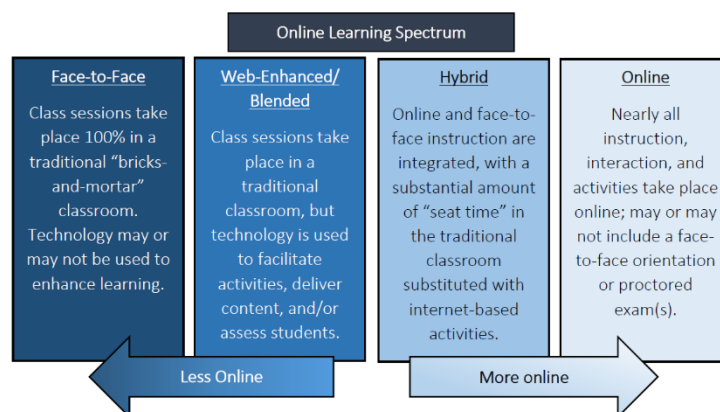 Online Learning Spectrum
Face-to-Face
Class sessions take
place 100% in a
traditional “bricks-
and-mortar”
classroom.
Technology may or
may not be used to
enhance learning.
Web-Enhanced/
Blended
Class sessions take
place in a
traditional
classroom, but
technology is used
to facilitate
activities, deliver
content, and/or
assess students.
Hybrid
Online and face-to-
face instruction are
integrated, with a
substantial amount
of “seat time” in
the traditional
classroom
substituted with
internet-based
activities.
Online
Nearly all
instruction,
interaction, and
activities take place
online; may or may
not include a face-
to-face orientation
or proctored
exam(s).
Less Online
More online